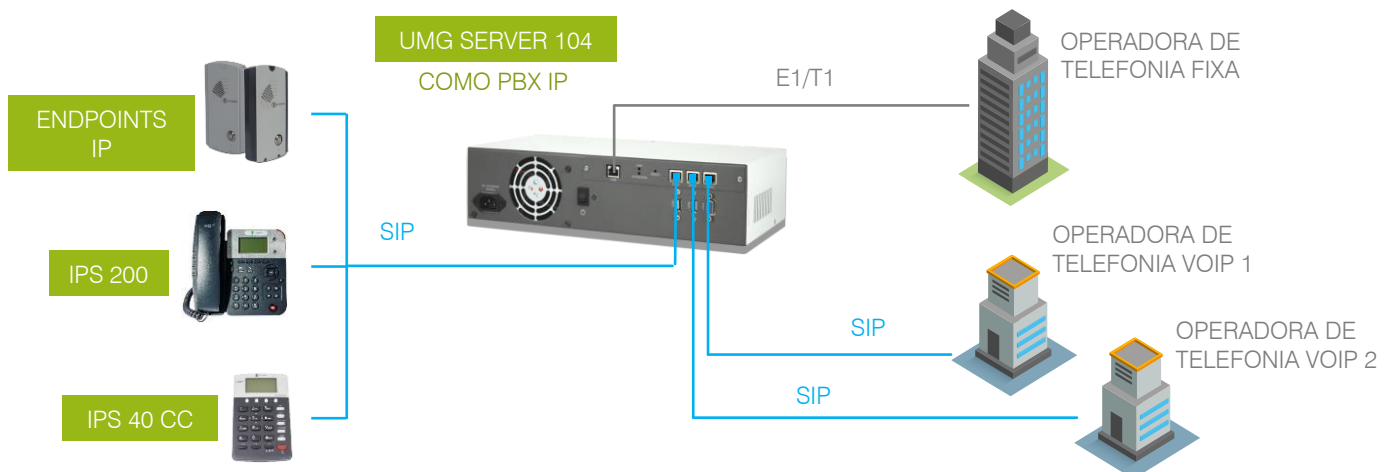 UMG SERVER 104
COMO PBX IP
E1/T1
OPERADORA DE
TELEFONIA FIXA
ENDPOINTS
IP
SIP
IPS 200
OPERADORA DE
TELEFONIA VOIP 1
SIP
OPERADORA DE
TELEFONIA VOIP 2
SIP
IPS 40 CC